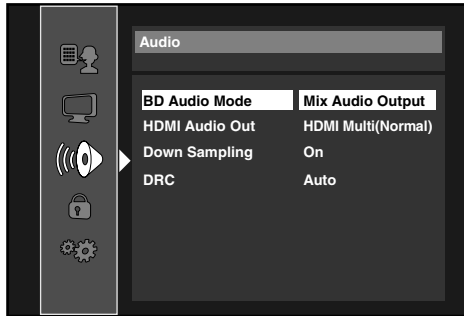 Audio
BD Audio Mode Mix Audio Output
HDMI Audio Out HDMI Multi(Normal)
Down Sampling On
DRC Auto